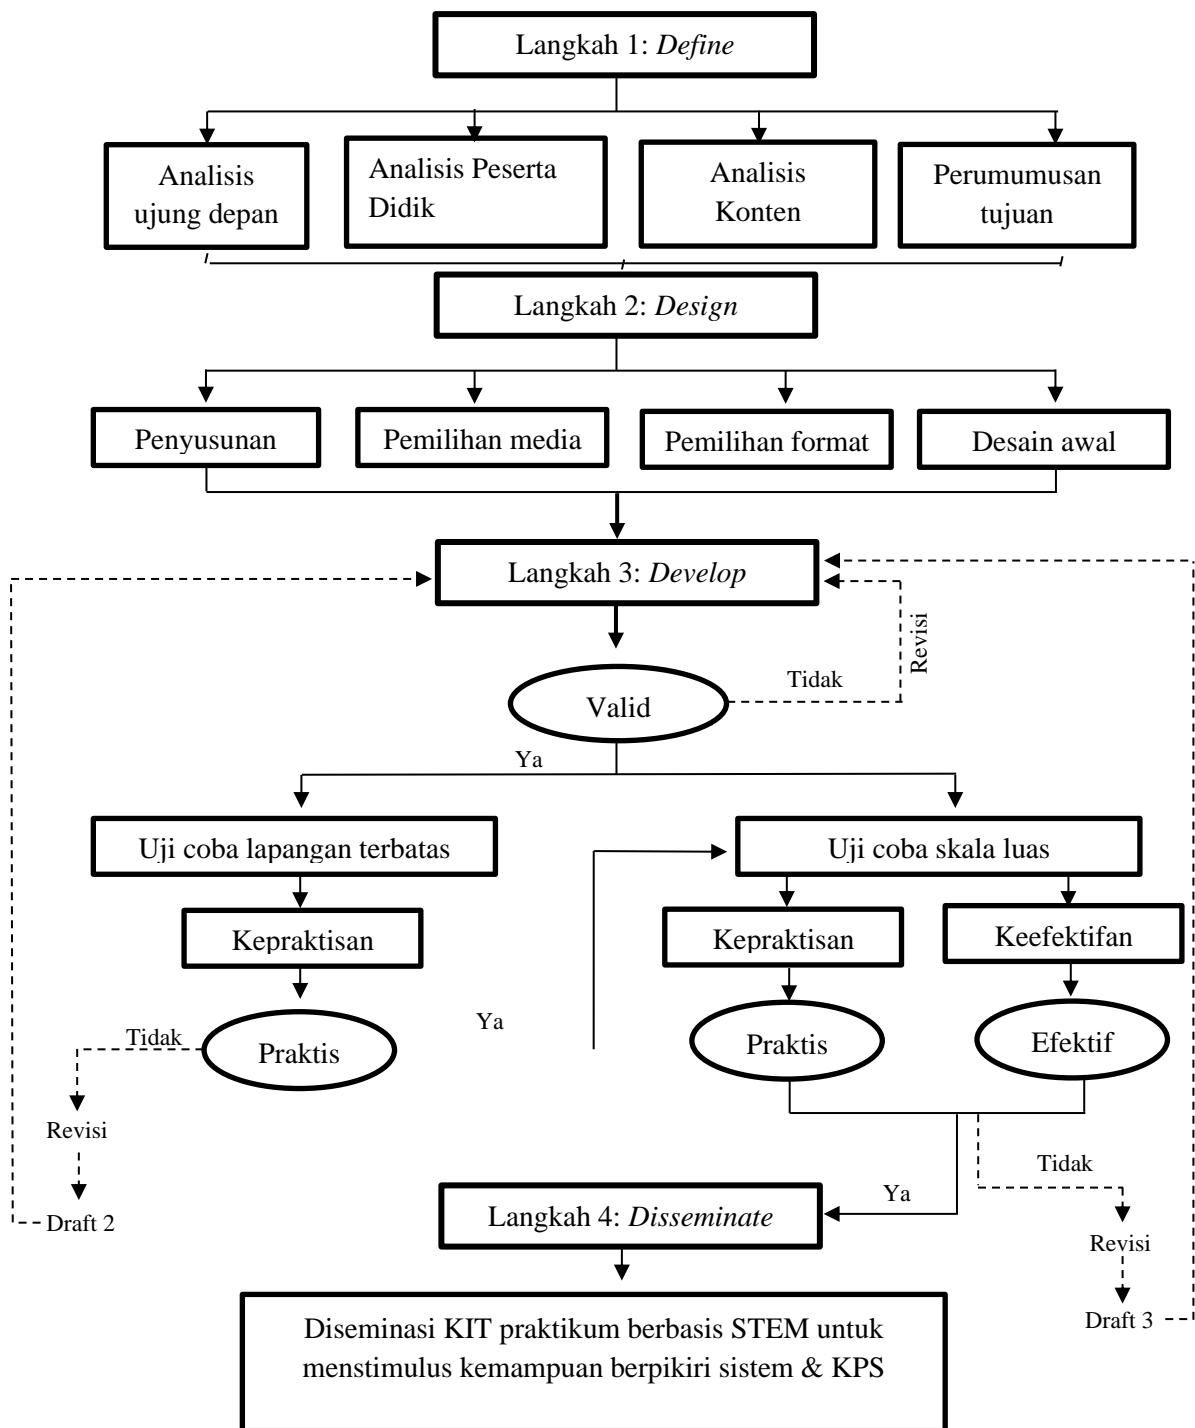 Langkah 1: Define
Analisis
ujung depan
Analisis Peserta
Didik
Analisis
Konten
Perumumusan
tujuan
Langkah 2: Design
Penyusunan
Pemilihan media
Pemilihan format
Desain awal
Langkah 3: Develop
Revisi
Tidak
Valid
Ya
Uji coba lapangan terbatas
Uji coba skala luas
Kepraktisan
Kepraktisan
Keefektifan
Ya
Tidak
Praktis
Praktis
Efektif
Revisi
Tidak
Ya
Draft 2
Langkah 4: Disseminate
Revisi
Draft 3
Diseminasi KIT praktikum berbasis STEM untuk
menstimulus kemampuan berpikiri sistem & KPS